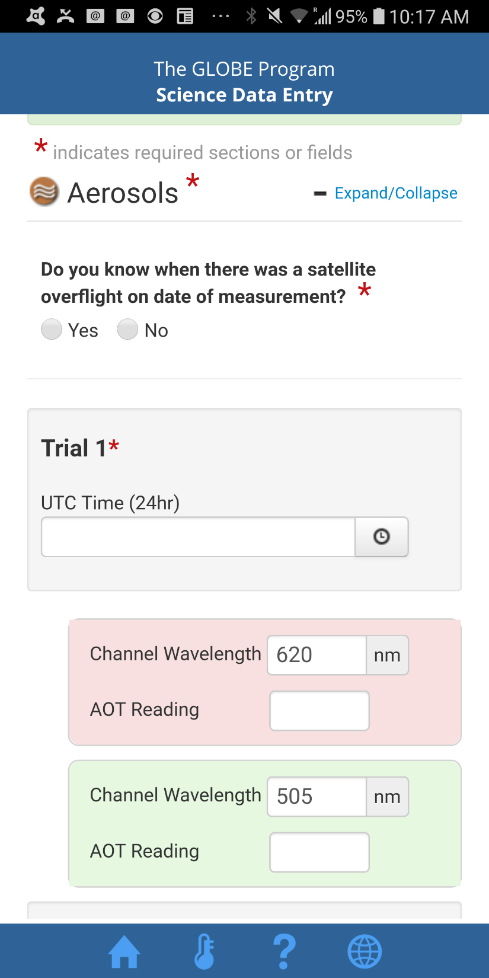 95% 10:17 AM
The GLOBE Program
Science Data Entry
* indicates required sections or fields
Aerosols *
Expand/Collapse
Do you know when there was a satellite
overflight on date of measurement? *
Yes No
Trial 1*
UTC Time (24hr)
Channel Wavelength 620 nm
AOT Reading
Channel Wavelength 505 nm
AOT Reading
?